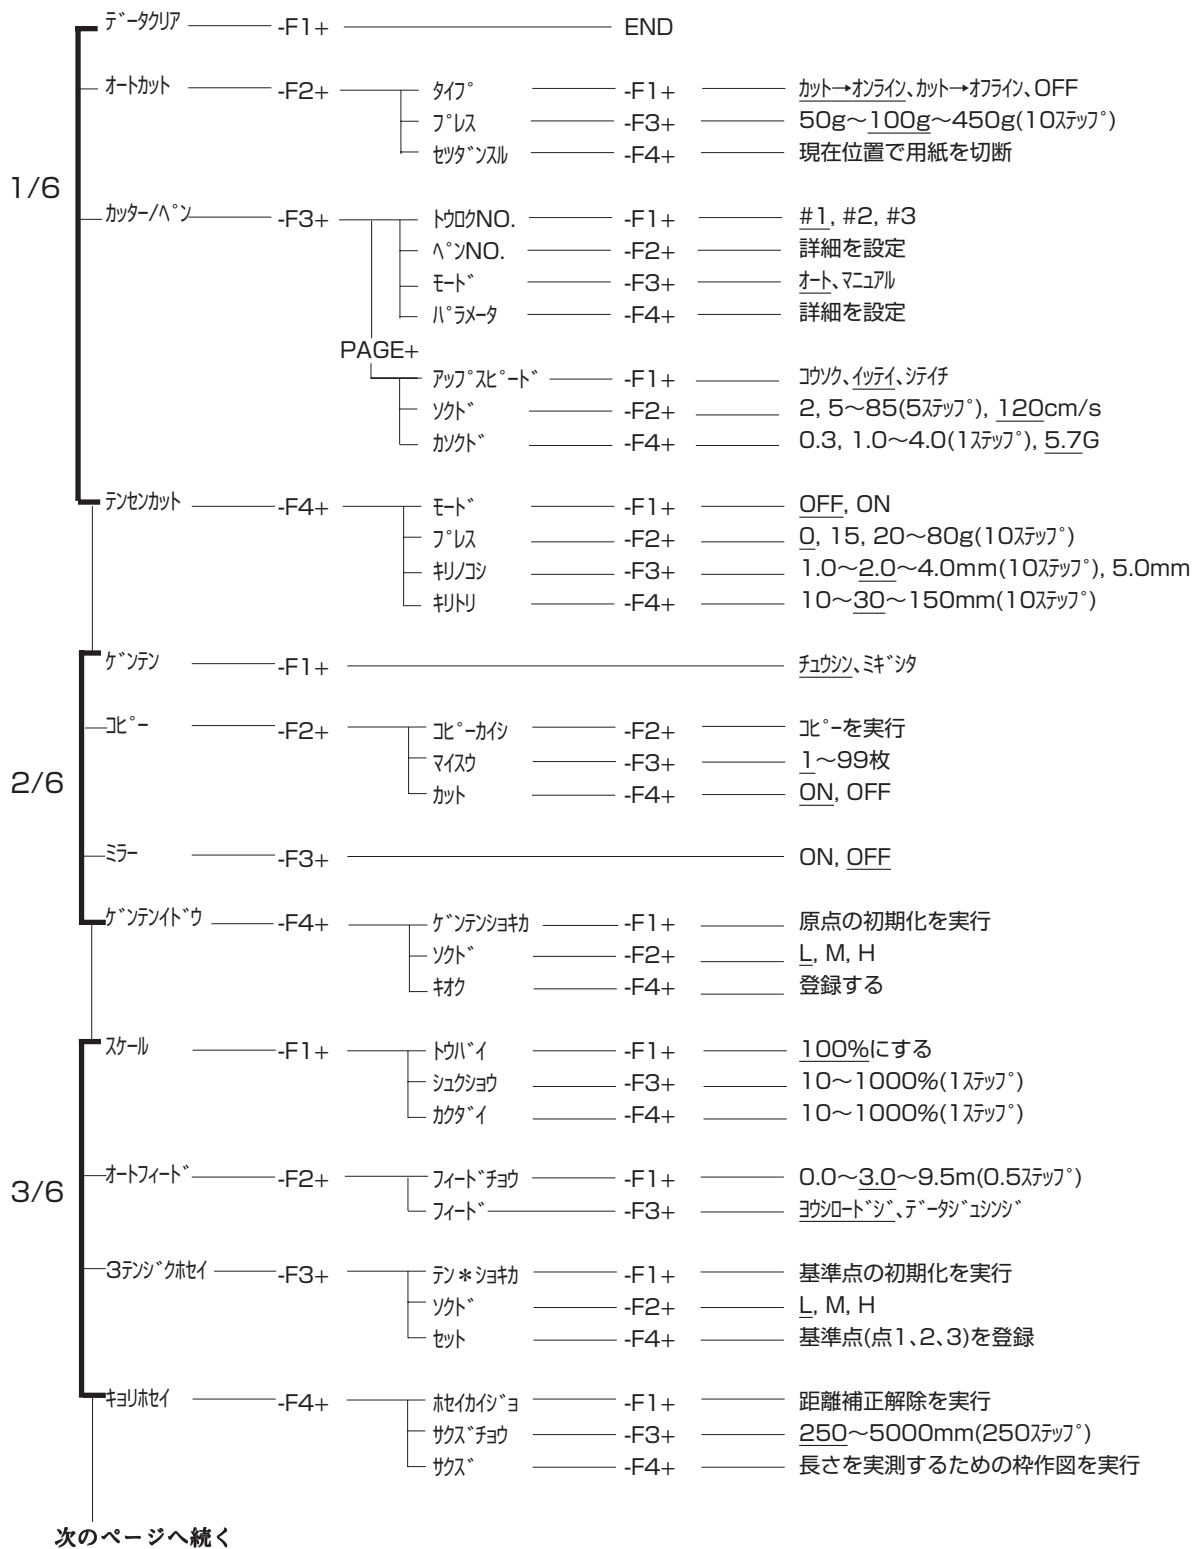 ﾃﾞｰﾀｸﾘｱ -F1+ END
ｵｰﾄｶｯﾄ -F2+ ﾀｲﾌﾟ -F1+ ｶｯﾄ→ｵﾝﾗｲﾝ、ｶｯﾄ→ｵﾌﾗｲﾝ、OFF
ﾌﾟﾚｽ -F3+ 50g～100g～450g(10ｽﾃｯﾌﾟ)
ｾﾂﾀﾞﾝｽﾙ -F4+ 現在位置で用紙を切断
1/6
ｶｯﾀｰ/ﾍﾟﾝ -F3+ ﾄｳﾛｸNO. -F1+ #1, #2, #3
ﾍﾟﾝNO. -F2+ 詳細を設定
ﾓｰﾄﾞ -F3+ ｵｰﾄ、ﾏﾆｭｱﾙ
ﾊﾟﾗﾒｰﾀ -F4+ 詳細を設定
PAGE+
ｱｯﾌﾟｽﾋﾟｰﾄﾞ -F1+ ｺｳｿｸ、ｲｯﾃｲ、ｼﾃｲﾁ
ｿｸﾄﾞ -F2+ 2, 5～85(5ｽﾃｯﾌﾟ), 120cm/s
ｶｿｸﾄﾞ -F4+ 0.3, 1.0～4.0(1ｽﾃｯﾌﾟ), 5.7G
ﾃﾝｾﾝｶｯﾄ -F4+ ﾓｰﾄﾞ -F1+ OFF, ON
ﾌﾟﾚｽ -F2+ 0, 15, 20～80g(10ｽﾃｯﾌﾟ)
ｷﾘﾉｺｼ -F3+ 1.0～2.0～4.0mm(10ｽﾃｯﾌﾟ), 5.0mm
ｷﾘﾄﾘ -F4+ 10～30～150mm(10ｽﾃｯﾌﾟ)
ｹﾞﾝﾃﾝ -F1+ ﾁｭｳｼﾝ、ﾐｷﾞｼﾀ
ｺﾋﾟｰ -F2+ ｺﾋﾟｰｶｲｼ -F2+ ｺﾋﾟｰを実行
ﾏｲｽｳ -F3+ 1～99枚
2/6
ｶｯﾄ -F4+ ON, OFF
ﾐﾗｰ -F3+ ON, OFF
ｹﾞﾝﾃﾝｲﾄﾞｳ -F4+ ｹﾞﾝﾃﾝｼｮｷｶ -F1+ 原点の初期化を実行
ｿｸﾄﾞ -F2+ L, M, H
ｷｵｸ -F4+ 登録する
ｽｹｰﾙ -F1+ ﾄｳﾊﾞｲ -F1+ 100%にする
ｼｭｸｼｮｳ -F3+ 10～1000%(1ｽﾃｯﾌﾟ)
ｶｸﾀﾞｲ -F4+ 10～1000%(1ｽﾃｯﾌﾟ)
ｵｰﾄﾌｨｰﾄﾞ -F2+ ﾌｨｰﾄﾞﾁｮｳ -F1+ 0.0～3.0～9.5m(0.5ｽﾃｯﾌﾟ)
3/6
ﾌｨｰﾄﾞ -F3+ ﾖｳｼﾛｰﾄﾞｼﾞ、ﾃﾞｰﾀｼﾞｭｼﾝｼﾞ
3ﾃﾝｼﾞｸﾎｾｲ -F3+ ﾃﾝ＊ｼｮｷｶ -F1+ 基準点の初期化を実行
ｿｸﾄﾞ -F2+ L, M, H
ｾｯﾄ -F4+ 基準点(点1、2、3)を登録
ｷｮﾘﾎｾｲ -F4+ ﾎｾｲｶｲｼﾞｮ -F1+ 距離補正解除を実行
ｻｸｽﾞﾁｮｳ -F3+ 250～5000mm(250ｽﾃｯﾌﾟ)
ｻｸｽﾞ -F4+ 長さを実測するための枠作図を実行
次のページへ続く